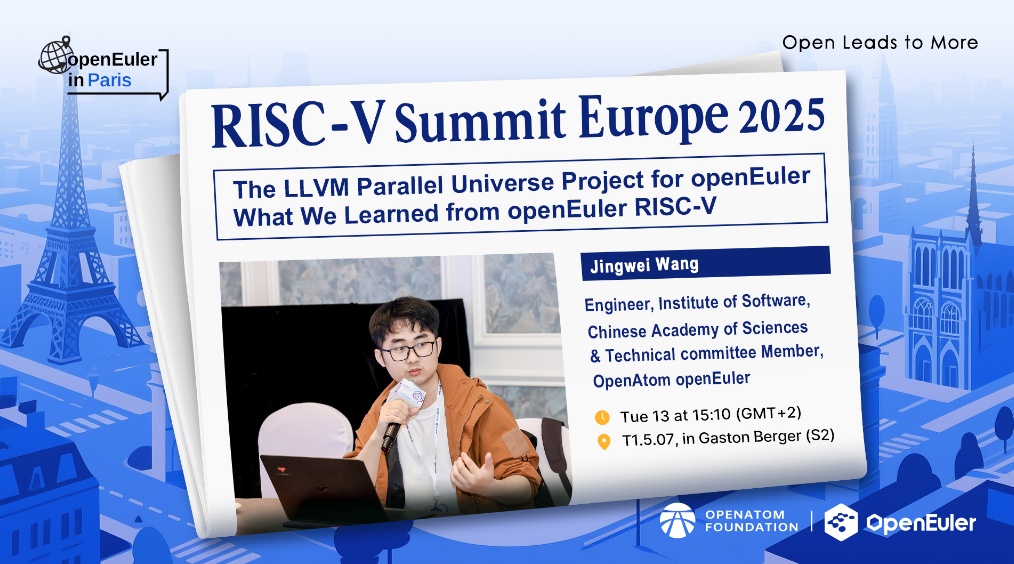 openEuler
in Paris
Open Leads to More
RISC-V Summit Europe 2025
The LLVM Parallel Universe Project for openEuler
What We Learned from openEuler RISC-V
Jingwei Wang
Engineer, Institute of Software,
Chinese Academy of Sciences
& Technical committee Member,
OpenAtom openEuler
Tue 13 at 15:10 (GMT+2)
T1.5.07, in Gaston Berger (S2)
OPENATOM
FOUNDATION
OpenEuler